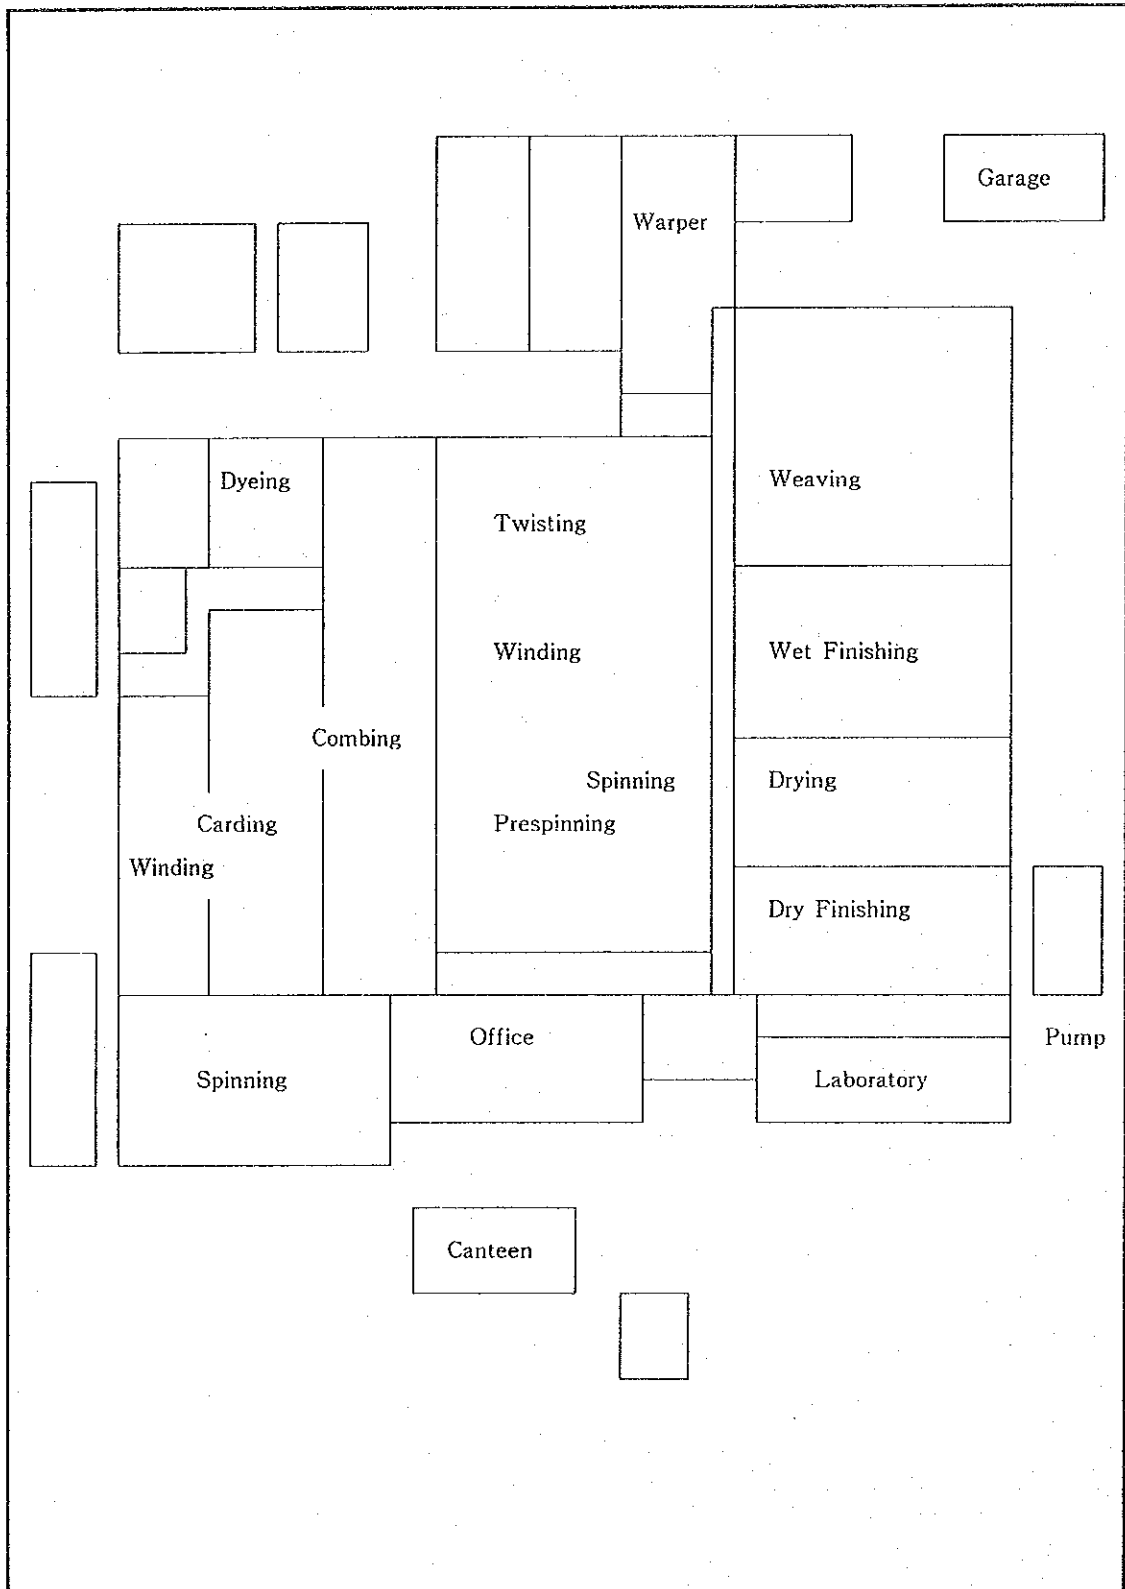 Garage
Warper
Dyeing
Weaving
Twisting
Winding
Wet Finishing
Combing
Spinning
Drying
Carding
Prespinning
Winding
Dry Finishing
Office
Pump
Spinning
Laboratory
Canteen